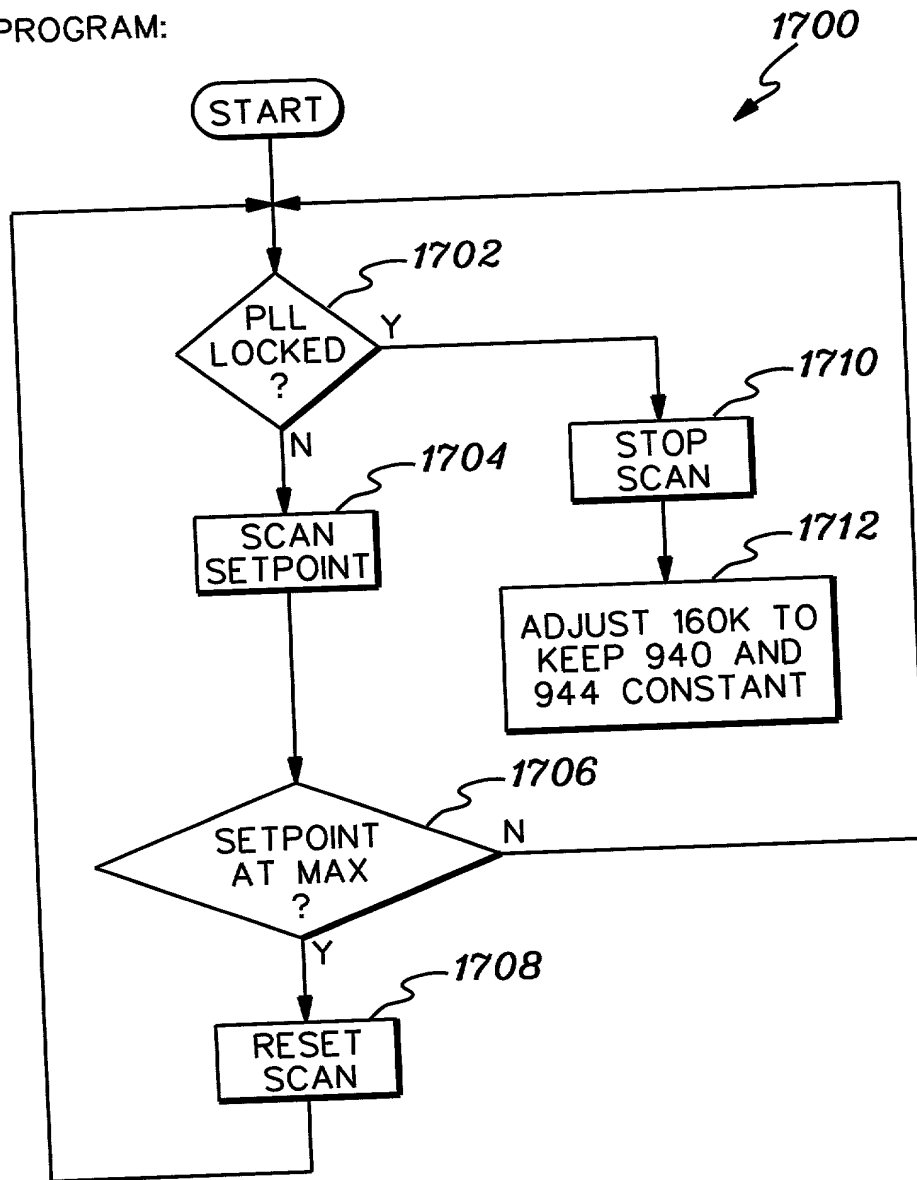 PROGRAM:
1700
START
1702
PLL
LOCKED
?
Y
N
1710
STOP
SCAN
1704
SCAN
SETPOINT
1712
ADJUST 160K TO
KEEP 940 AND
944 CONSTANT
1706
SETPOINT
AT MAX
?
N
Y
1708
RESET
SCAN